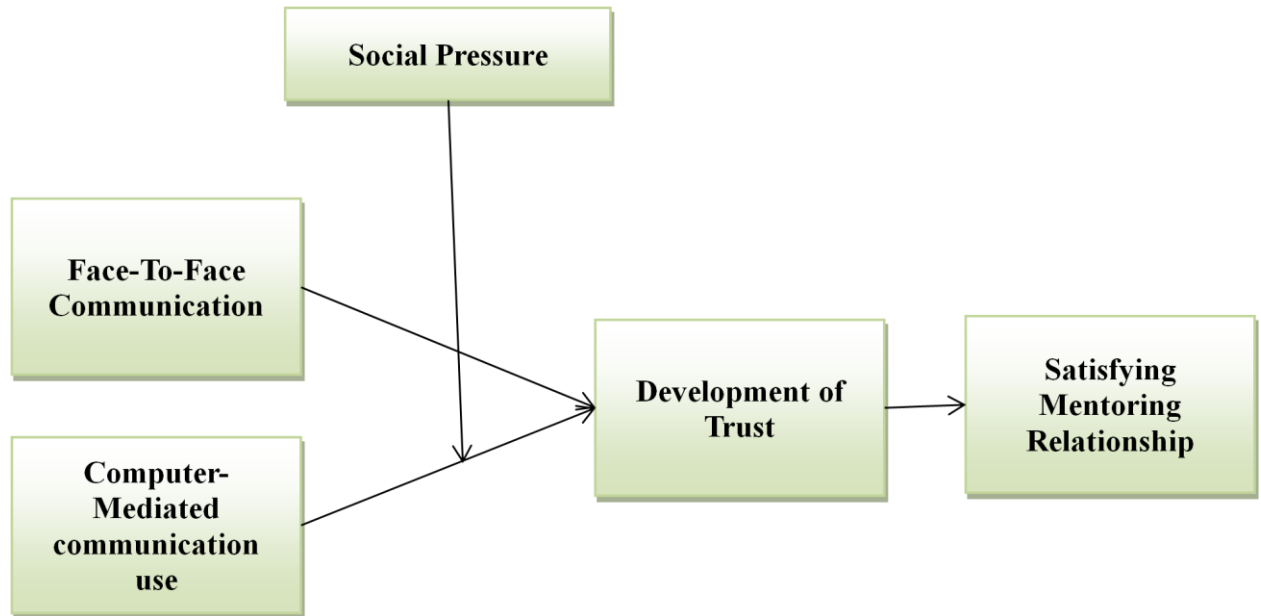 Social Pressure
Face-To-Face
Communication
Computer-
Mediated
communication
use
Development of
Trust
Satisfying
Mentoring
Relationship